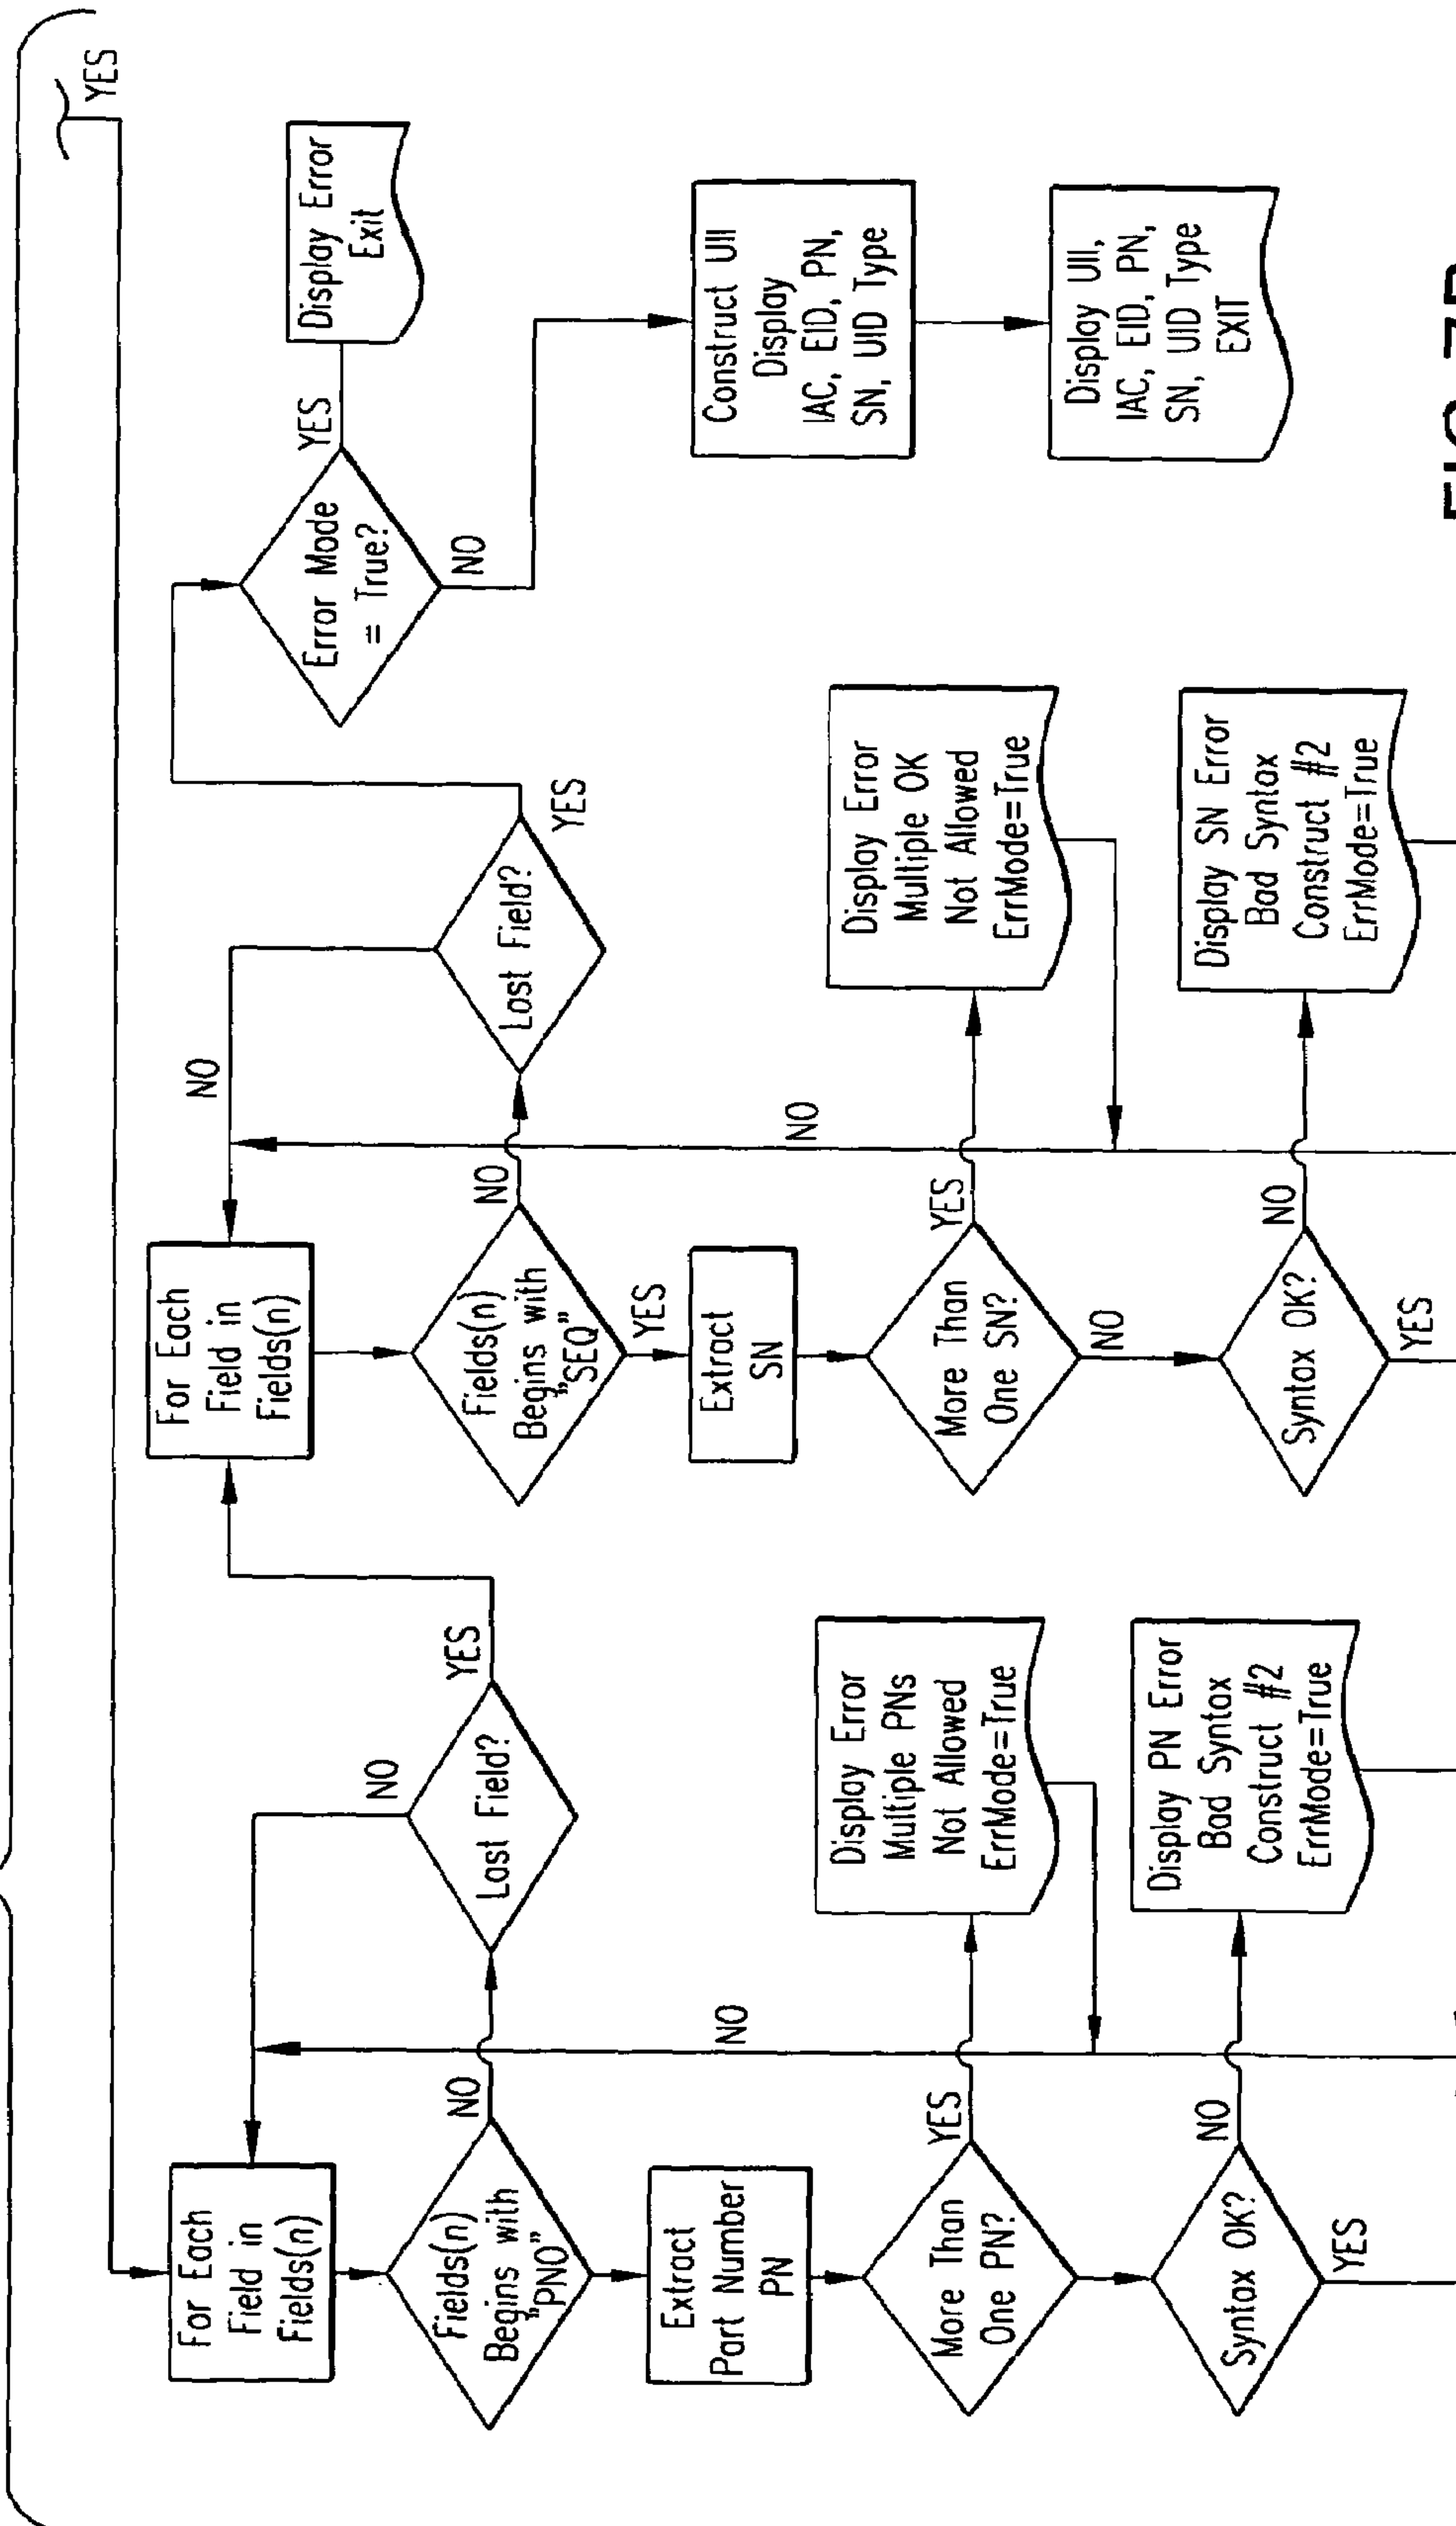 YES
For Each
Field in
Fields(n)
Fields(n)
Begins with
"PNO"
NO
Last Field?
NO
YES
Extract
Part Number
PN
NO
More Than
One PN?
YES
Display Error
Multiple PNs
Not Allowed
ErrMode=True
Syntax OK?
NO
YES
Display PN Error
Bad Syntax
Construct #2
ErrMode=True
For Each
Field in
Fields(n)
NO
Fields(n)
Begins with
"SEQ"
NO
YES
Last Field?
YES
Extract
SN
NO
More Than
One SN?
YES
NO
Display Error
Multiple OK
Not Allowed
ErrMode=True
Syntax OK?
NO
YES
Display SN Error
Bad Syntax
Construct #2
ErrMode=True
Error Mode
= True?
YES
NO
Display Error
Exit
Construct UII
Display
IAC, EID, PN,
SN, UID Type
Display UII,
IAC, EID, PN,
SN, UID Type
EXIT